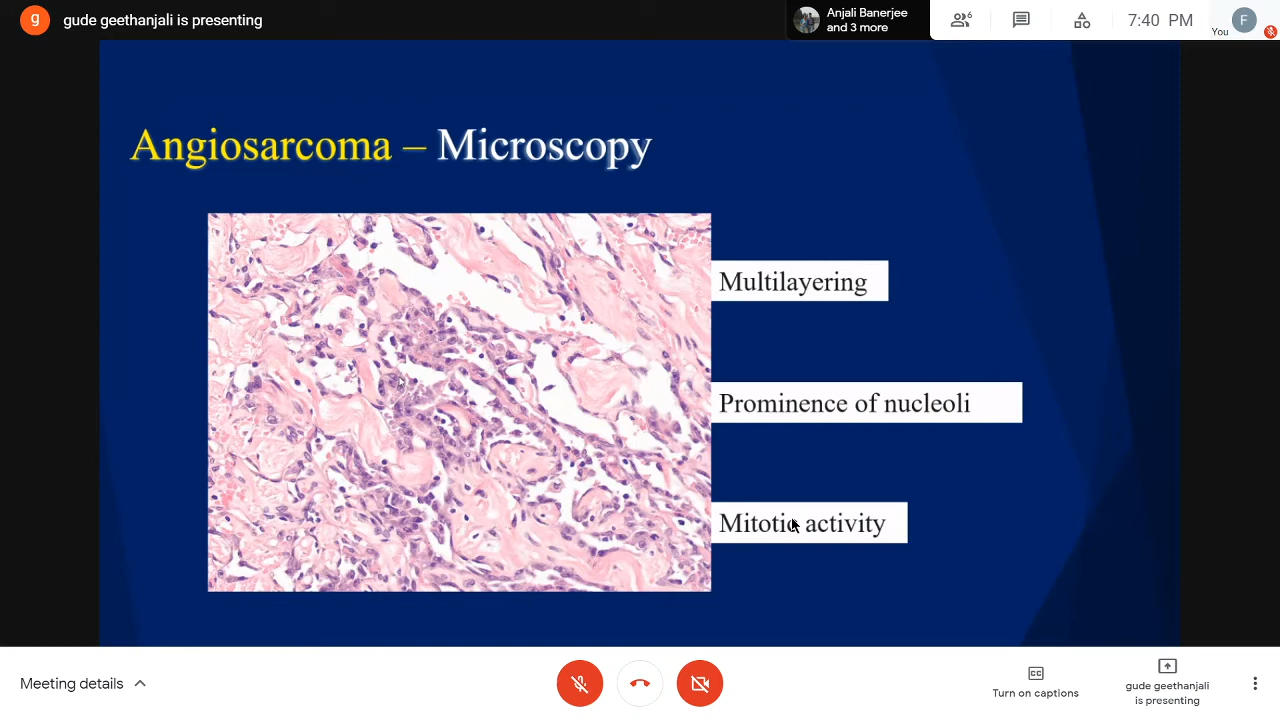 g
gude geethanjali is presenting
Anjali Banerjee
and 3 more
6
7:40 PM
You
F
Angiosarcoma – Microscopy
Multilayering
Prominence of nucleoli
Mitotic activity
Meeting details
CC
Turn on captions
gude geethanjali
is presenting